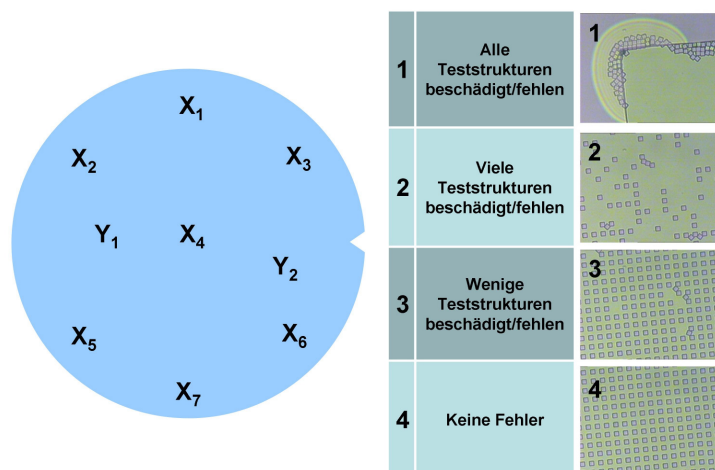 X1
X2
X3
Y1
X4
Y2
X5
X6
X7
1
Alle
Teststrukturen
beschädigt/fehlen
1
2
Viele
Teststrukturen
beschädigt/fehlen
2
3
Wenige
Teststrukturen
beschädigt/fehlen
3
4
Keine Fehler
4